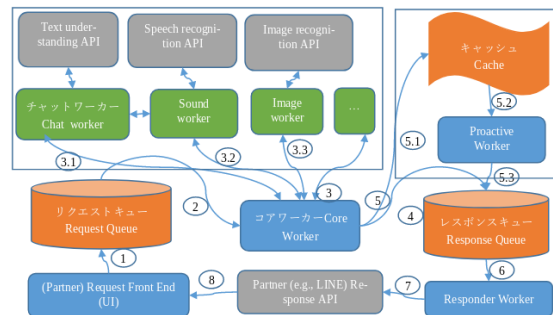 Text under-
standing API
Speech recogni-
tion API
Image recogni-
tion API
キャッシュ
Cache
チャットワーカー
Chat worker
Sound
worker
Image
worker
…
5.2
5.1
Proactive
Worker
3.1
3.2
3.3
3
5
5.3
リクエストキュー
Request Queue
2
コアワーカーCore
Worker
4
レスポンスキュー
Response Queue
1
6
(Partner) Request Front End
(UI)
8
Partner (e.g., LINE) Re-
sponse API
7
Responder Worker